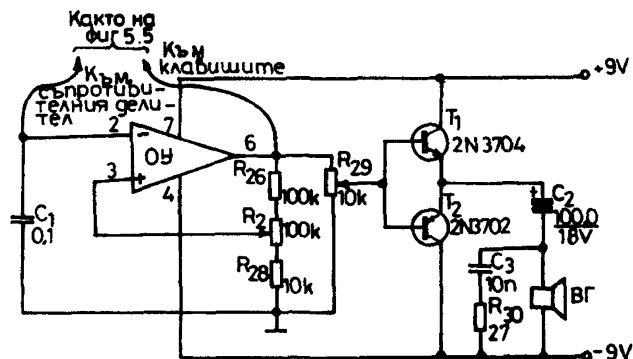 Както на
фиг 5.5
Към
клавишите
Към
съпротиви-
телния дели-
тел
+9V
7
2
-
ОУ
6
3
+
4
C1
0,1
R26
100k
R2
100k
R28
10k
R29
10k
T1
2N3704
T2
2N3702
+
C2
100,0
18V
C3
10n
R30
27
ВГ
-9V